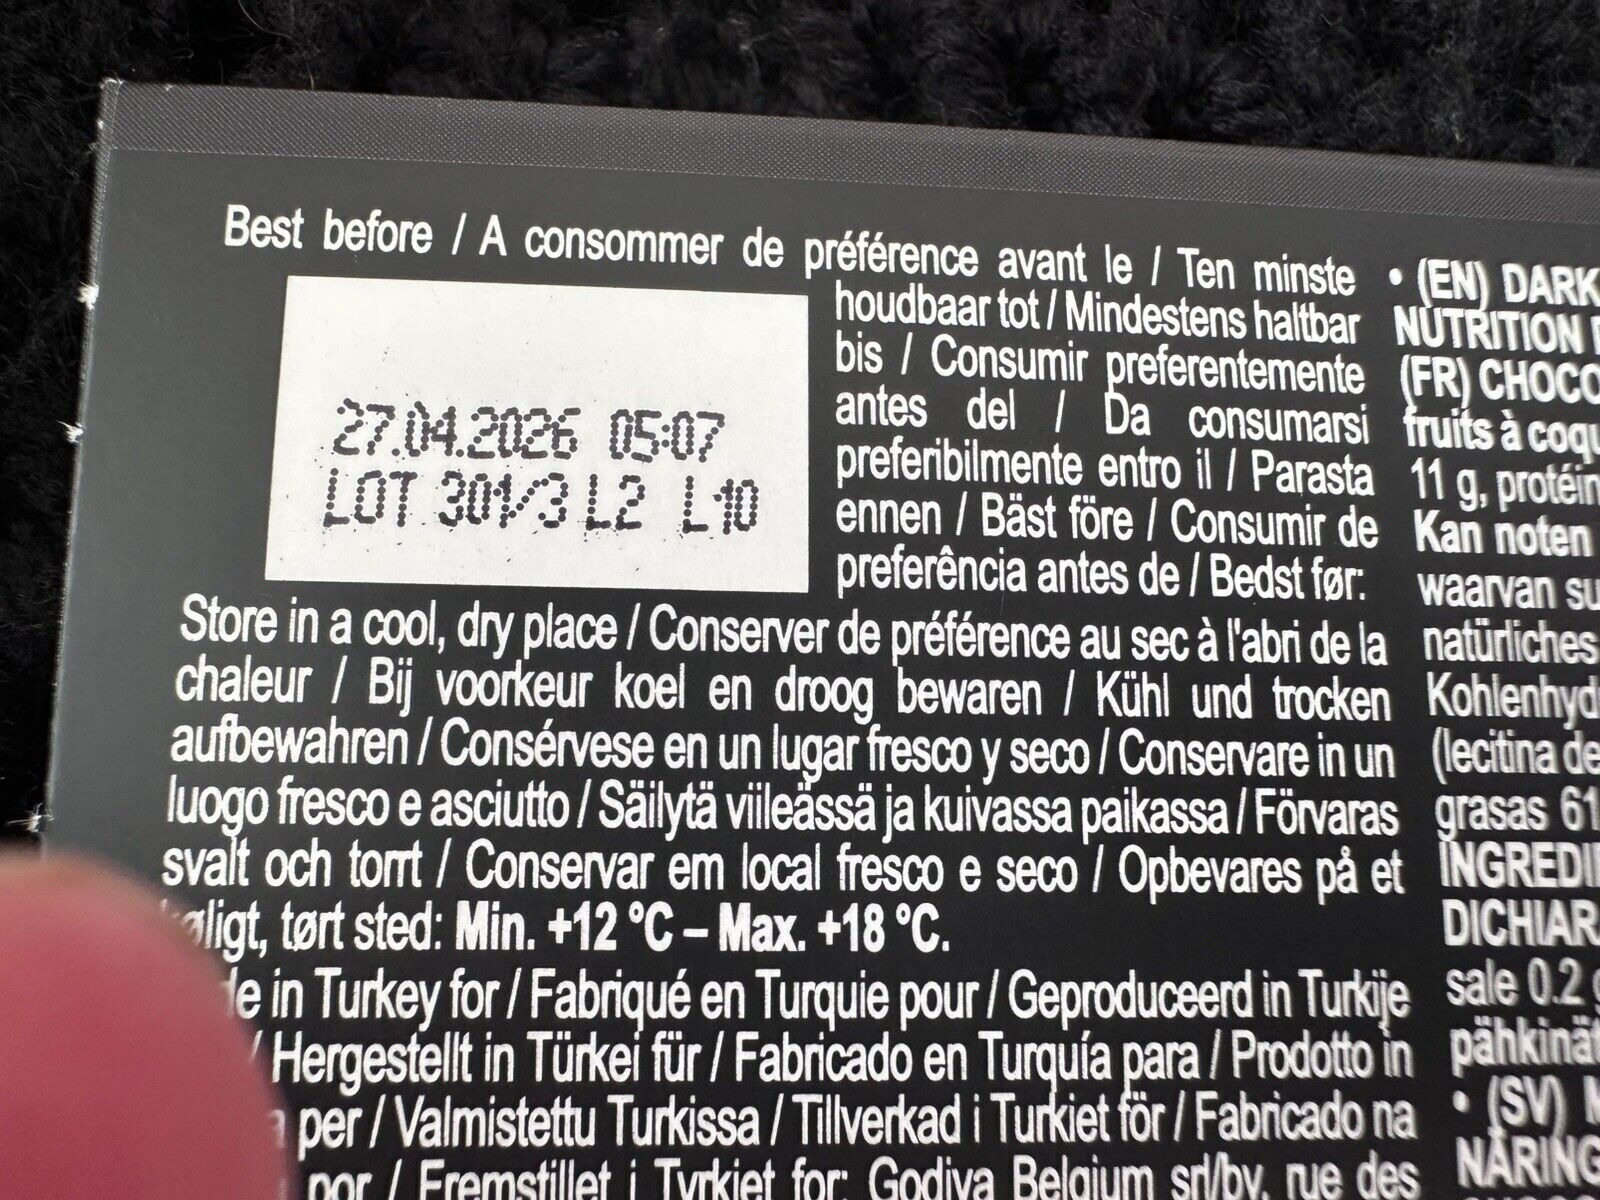 Best before / A consommer de préférence avant le / Ten minste
houdbaar tot / Mindestens haltbar
bis / Consumir preferentemente
antes del / Da consumarsi
preferibilmente entro il / Parasta
ennen / Bäst före / Consumir de
preferência antes de / Bedst før:
27.04.2026 05:07
LOT 301/3 L2 L10
Store in a cool, dry place / Conserver de préférence au sec à l'abri de la
chaleur / Bij voorkeur koel en droog bewaren / Kühl und trocken
aufbewahren / Consérvese en un lugar fresco y seco / Conservare in un
luogo fresco e asciutto / Säilytä viileässä ja kuivassa paikassa / Förvaras
svalt och torrt / Conservar em local fresco e seco / Opbevares på et
tørt sted: Min. +12 °C – Max. +18 °C.
in Turkey for / Fabriqué en Turquie pour / Geproduceerd in Turkije
/ Hergestellt in Türkei für / Fabricado en Turquía para / Prodotto in
per / Valmistettu Turkissa / Tillverkad i Turkiet för / Fabricado na
por / Fremstillet i Tyrkiet for: Godiva Belgium srl/bv, rue des
• (EN) DARK
NUTRITION
(FR) CHOCO
fruits à coqu
11 g, protéin
Kan noten
waarvan su
natürliches
Kohlenhyd
(lecitina de
grasas 61
INGREDI
DICHIAR
sale 0.2
pähkinät
• (SV)
NÄRING